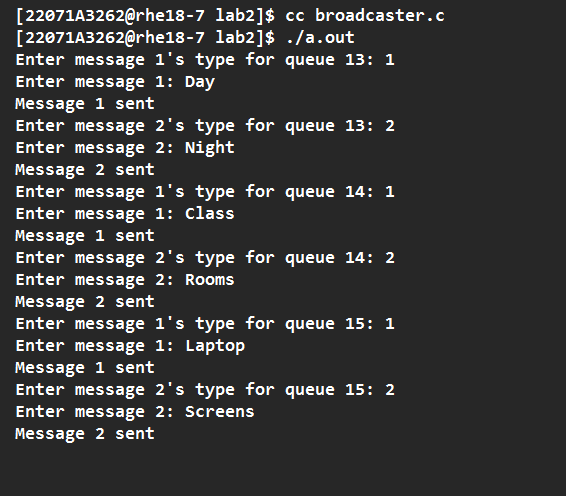 [22071A3262@rhe18-7 lab2]$ cc broadcaster.c
[22071A3262@rhe18-7 lab2]$ ./a.out
Enter message 1's type for queue 13: 1
Enter message 1: Day
Message 1 sent
Enter message 2's type for queue 13: 2
Enter message 2: Night
Message 2 sent
Enter message 1's type for queue 14: 1
Enter message 1: Class
Message 1 sent
Enter message 2's type for queue 14: 2
Enter message 2: Rooms
Message 2 sent
Enter message 1's type for queue 15: 1
Enter message 1: Laptop
Message 1 sent
Enter message 2's type for queue 15: 2
Enter message 2: Screens
Message 2 sent